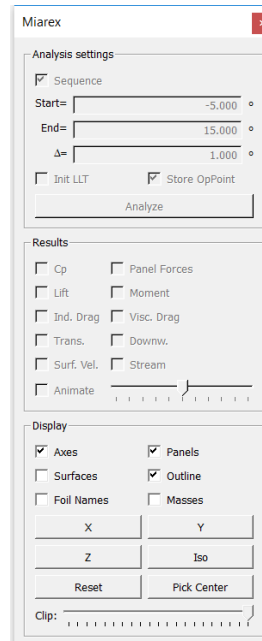 Miarex
Analysis settings
Sequence
Start= -5.000 °
End= 15.000 °
Δ= 1.000 °
Init LLT Store OpPoint
Analyze
Results
Cp Panel Forces
Lift Moment
Ind. Drag Visc. Drag
Trans. Downw.
Surf. Vel. Stream
Animate
Display
Axes Panels
Surfaces Outline
Foil Names Masses
X Y
Z Iso
Reset Pick Center
Clip: